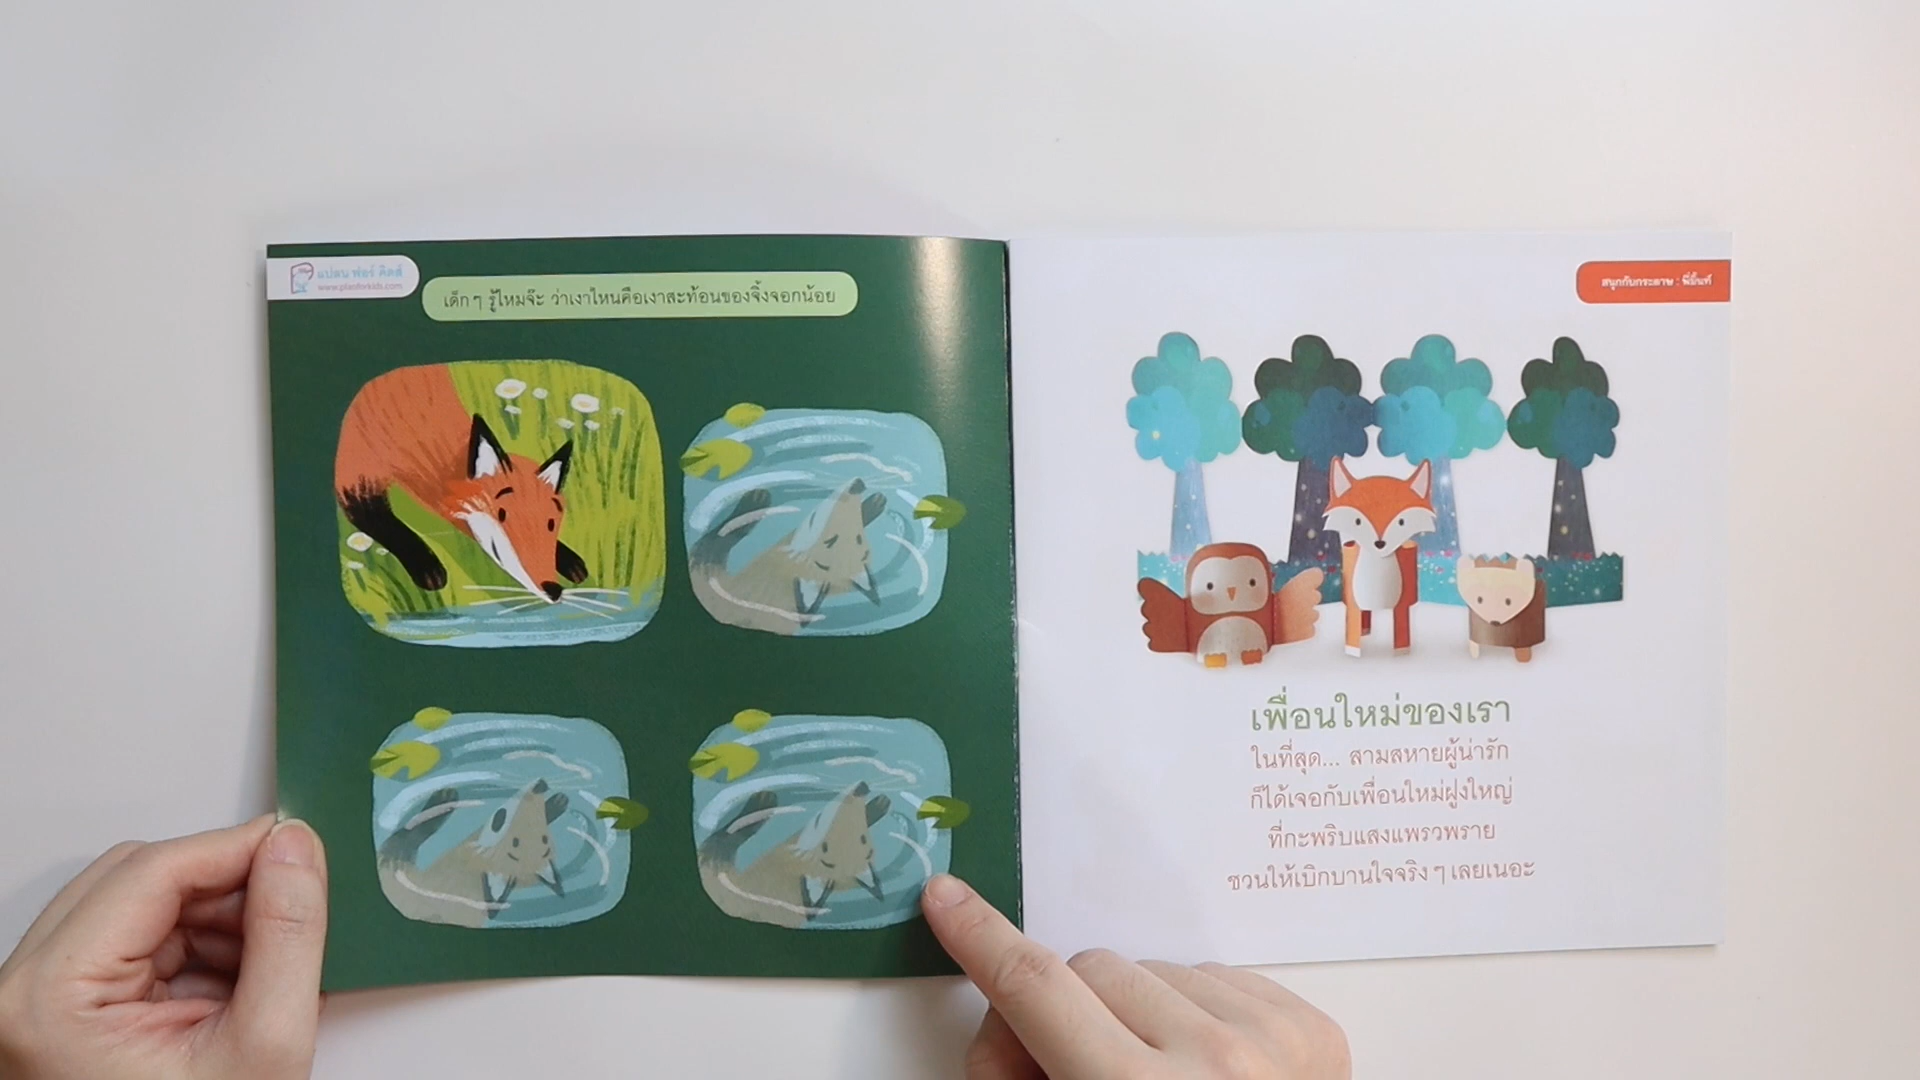 แปลน ฟอร์ คิดส์
www.planforkids.com
เด็ก ๆ รู้ไหมจ๊ะ ว่าเงาไหนคือเงาสะท้อนของจิ้งจอกน้อย
สนุกกับกระดาษ : พี่อิ๊นท์
เพื่อนใหม่ของเรา
ในที่สุด... สามสหายผู้น่ารัก
ก็ได้เจอกับเพื่อนใหม่ฝูงใหญ่
ที่กะพริบแสงแพรวพราย
ชวนให้เบิกบานใจจริง ๆ เลยเนอะ